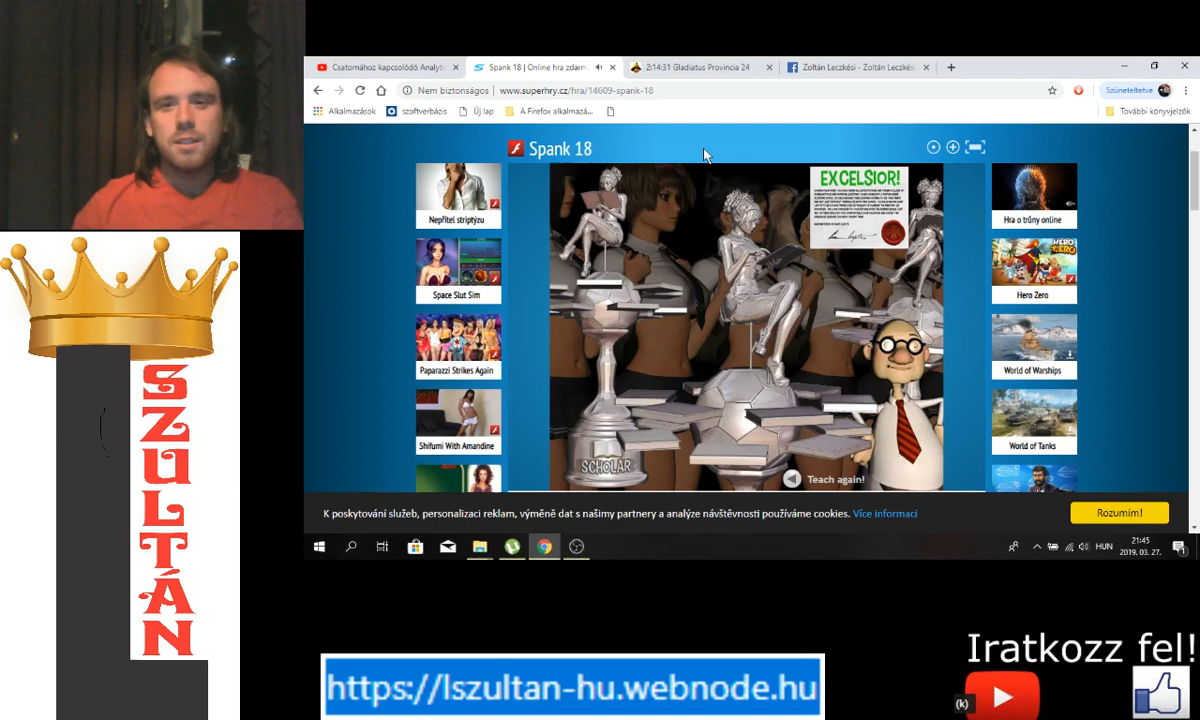 Csatornához kapcsolódó Analyti
Spank 18 | Online hra zdarm
2:14:31 Gladiatus Provincia 24
Zoltán Leczkési - Zoltán Leczkési
Nem biztonságos | www.superhry.cz/hra/14609-spank-18
Szüneteltetve
Alkalmazások
szoftverbázis
Új lap
A Firefox alkalmazá...
További könyvjelzők
Spank 18
Nepřítel striptýzu
Space Slut Sim
Paparazzi Strikes Again
Shifumi With Amandine
EXCELSIOR!
SCHOLAR
Teach again!
Hra o trůny online
HERO ZERO
Hero Zero
World of Warships
World of Tanks
K poskytování služeb, personalizaci reklam, výměně dat s našimy partnery a analýze návštěvnosti používáme cookies. Více informací
Rozumím!
HUN
21:45
2019. 03. 27.
1
L
SZULTÁN
https://lszultan-hu.webnode.hu
Iratkozz fel!
(k)